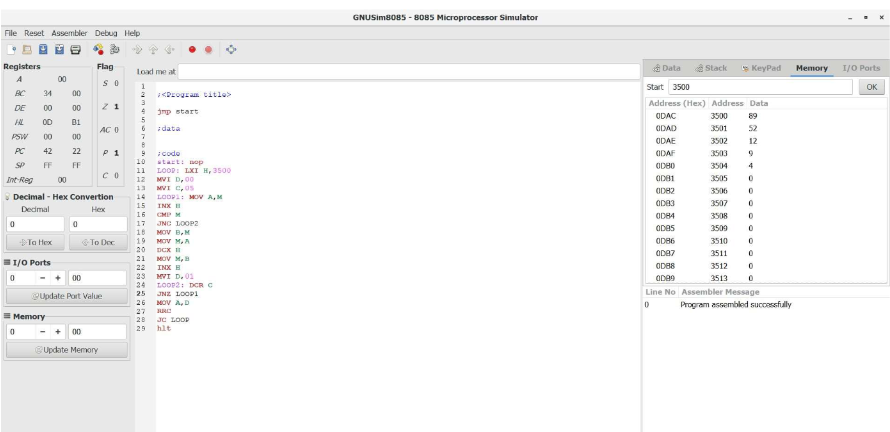 GNUSim8085 - 8085 Microprocessor Simulator
File Reset Assembler Debug Help
Registers
A 00
BC 34 00
DE 00 00
HL 0D B1
PSW 00 00
PC 42 22
SP FF FF
Int-Reg 00
Flag
S 0
Z 1
AC 0
P 1
C 0
Decimal - Hex Convertion
Decimal Hex
0 0
To Hex To Dec
I/O Ports
0 - + 00
Update Port Value
Memory
0 - + 00
Update Memory
Load me at
1
2 ;<Program title>
3
4 jmp start
5
6 ;data
7
8
9 ;code
10 start: nop
11 LOOP: LXI H,3500
12 MVI D,00
13 MVI C,05
14 LOOP1: MOV A,M
15 INX H
16 CMP M
17 JNC LOOP2
18 MOV B,M
19 MOV M,A
20 DCX H
21 MOV M,B
22 INX H
23 MVI D,01
24 LOOP2: DCR C
25 JNZ LOOP1
26 MOV A,D
27 RRC
28 JC LOOP
29 hlt
Data Stack KeyPad Memory I/O Ports
Start 3500 OK
Address (Hex) Address Data
0DAC 3500 89
0DAD 3501 52
0DAE 3502 12
0DAF 3503 9
0DB0 3504 4
0DB1 3505 0
0DB2 3506 0
0DB3 3507 0
0DB4 3508 0
0DB5 3509 0
0DB6 3510 0
0DB7 3511 0
0DB8 3512 0
0DB9 3513 0
Line No Assembler Message
0 Program assembled successfully